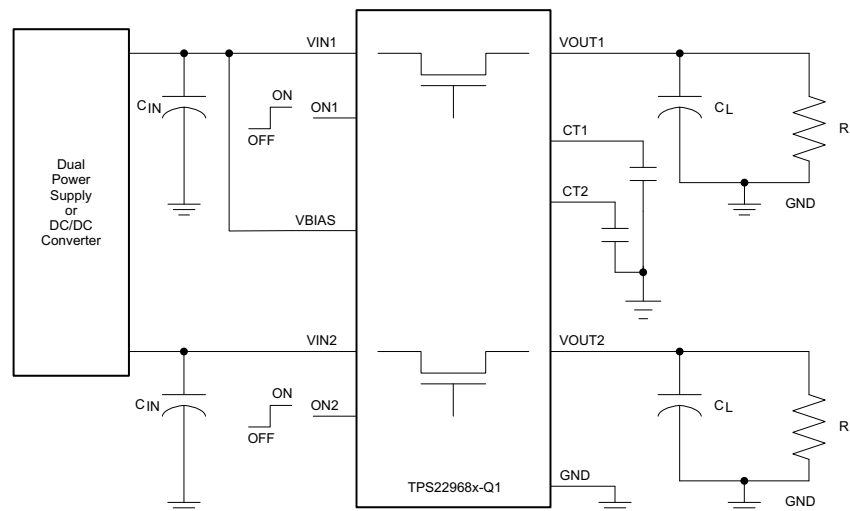 VIN1
VOUT1
CIN
ON
OFF
ON1
CL
R
CT1
CT2
GND
Dual
Power
Supply
or
DC/DC
Converter
VBIAS
VIN2
VOUT2
CIN
ON
OFF
ON2
CL
R
GND
TPS22968x-Q1
GND